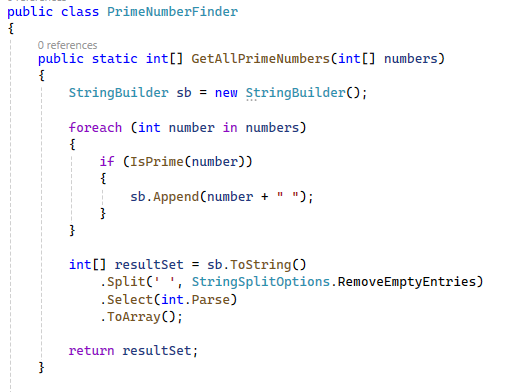 public class PrimeNumberFinder
{
0 references
public static int[] GetAllPrimeNumbers(int[] numbers)
{
StringBuilder sb = new StringBuilder();
foreach (int number in numbers)
{
if (IsPrime(number))
{
sb.Append(number + " ");
}
}
int[] resultSet = sb.ToString()
.Split(' ', StringSplitOptions.RemoveEmptyEntries)
.Select(int.Parse)
.ToArray();
return resultSet;
}